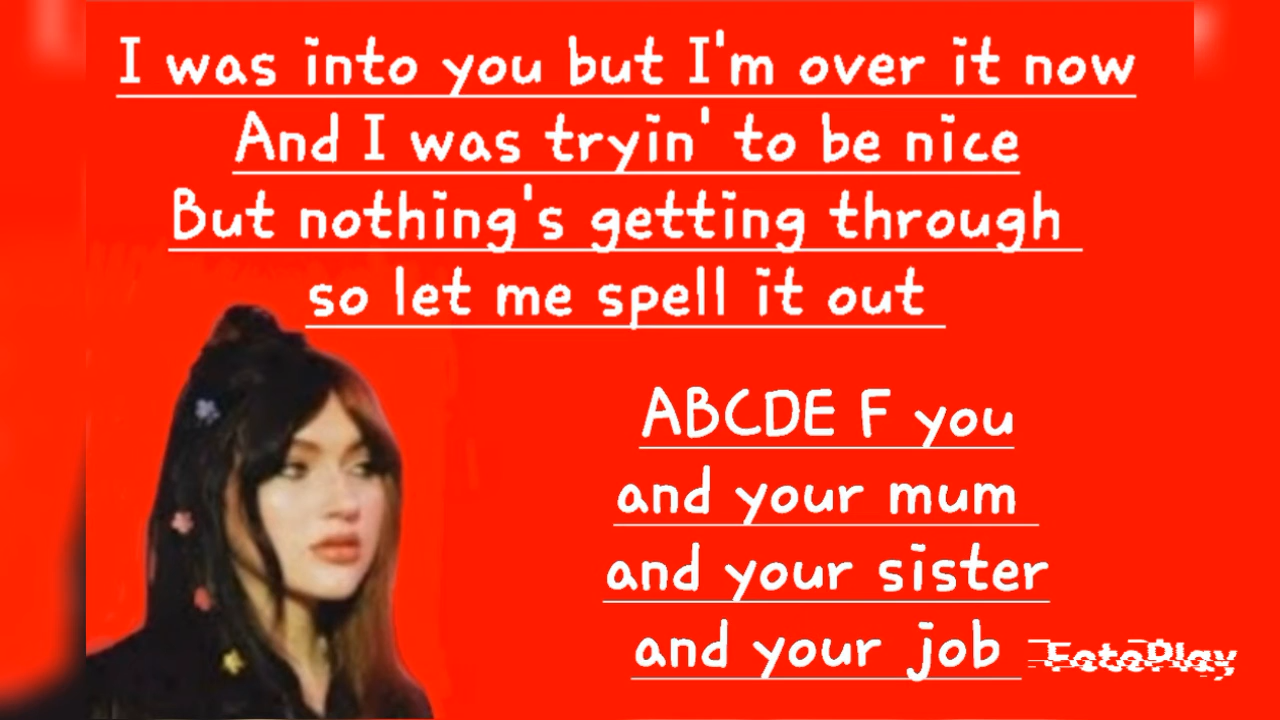 I was into you but I'm over it now
And I was tryin' to be nice
But nothing's getting through
so let me spell it out
ABCDE F you
and your mum
and your sister
and your job
FotoPlay